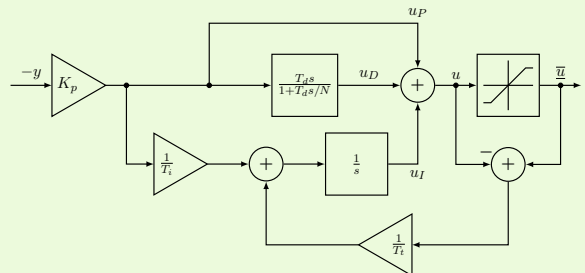 u_P
−y
K_p
T_d s
1+T_d s/N
u_D
+
u
u
1
T_i
+
1
s
u_I
−
+
1
T_t